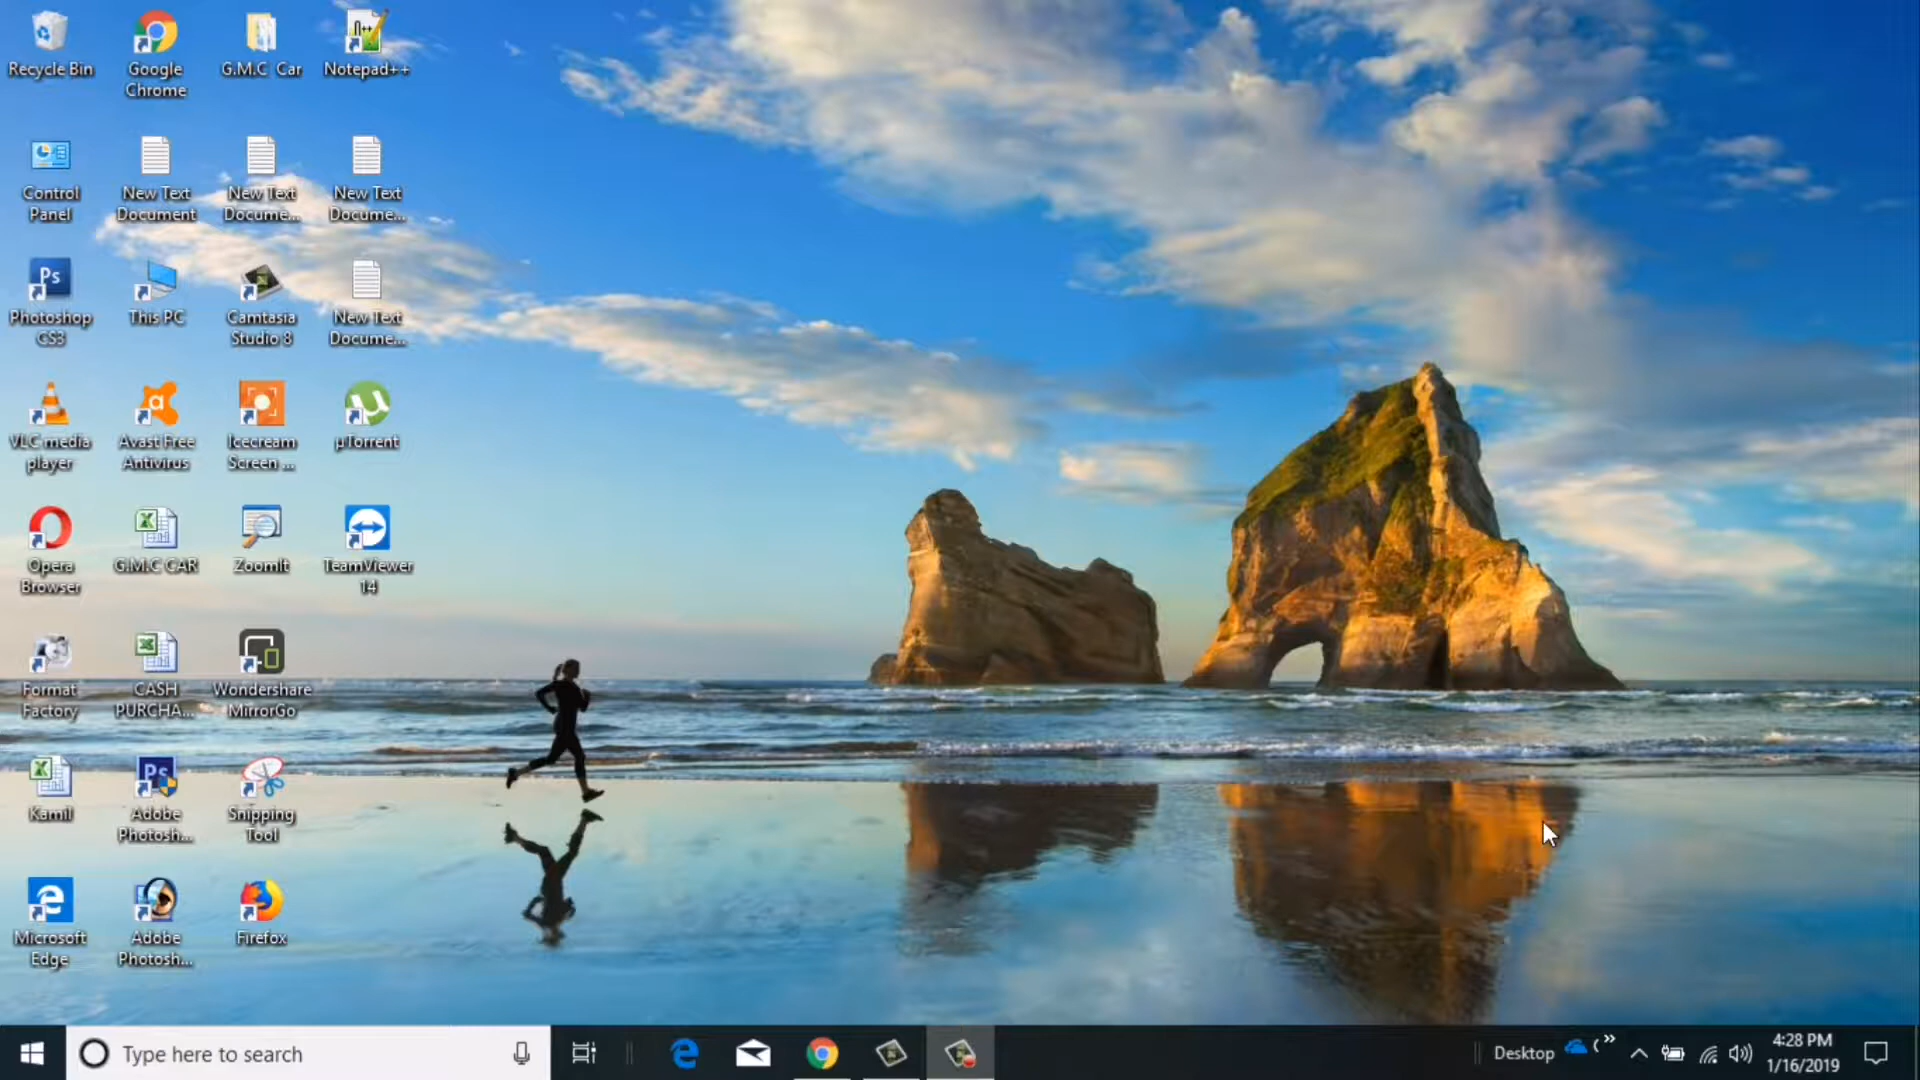 Recycle Bin
Google
Chrome
G.M.C Car
n++
Notepad++
Control
Panel
New Text
Document
New Text
Docume...
New Text
Docume...
Ps
Photoshop
CS3
This PC
Camtasia
Studio 8
New Text
Docume...
VLC media
player
Avast Free
Antivirus
Icecream
Screen ...
µTorrent
Opera
Browser
G.M.C CAR
ZoomIt
TeamViewer
14
Format
Factory
CASH
PURCHA...
Wondershare
MirrorGo
Kamil
Ps
Adobe
Photosh...
Snipping
Tool
Microsoft
Edge
Adobe
Photosh...
Firefox
Type here to search
Desktop
4:28 PM
1/16/2019